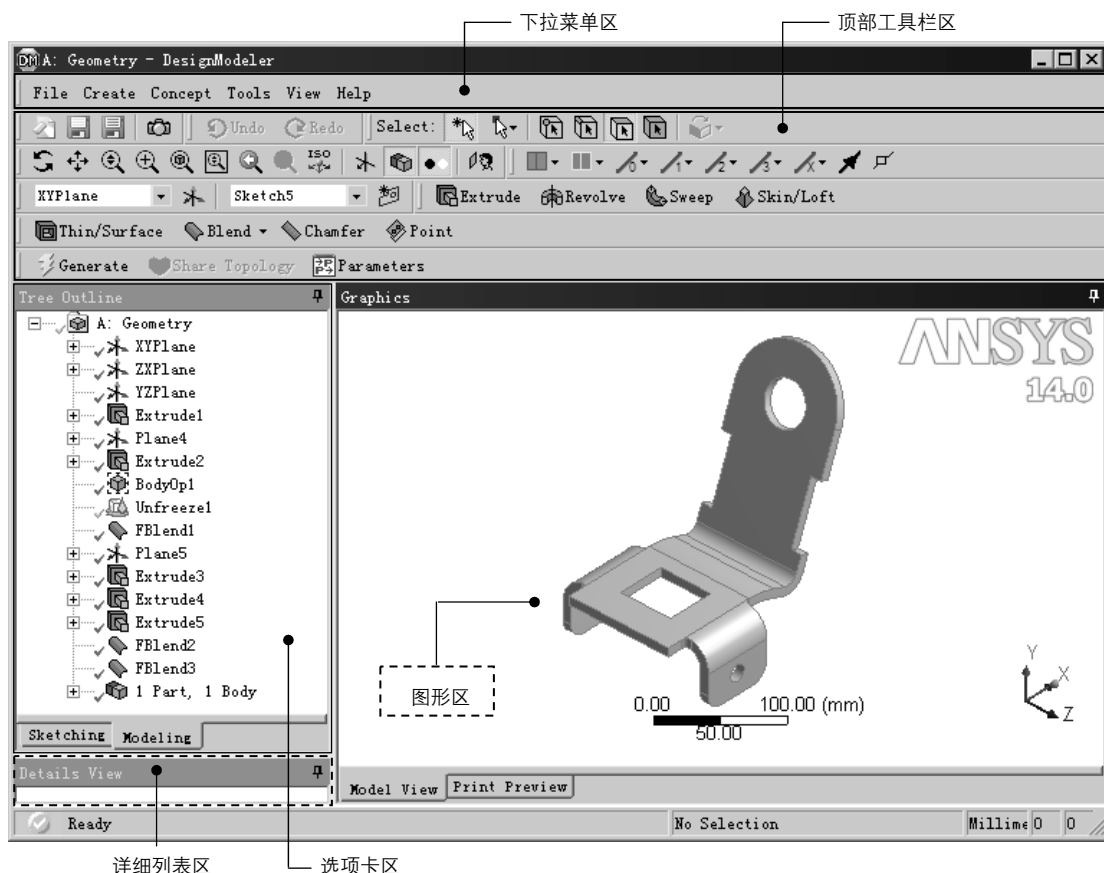 下拉菜单区
顶部工具栏区
DM A: Geometry - DesignModeler
File Create Concept Tools View Help
Undo Redo Select:
ISO
XYPlane Sketch5 Extrude Revolve Sweep Skin/Loft
Thin/Surface Blend Chamfer Point
Generate Share Topology Parameters
Tree Outline
A: Geometry
XYPlane
ZXPlane
YZPlane
Extrude1
Plane4
Extrude2
BodyOp1
Unfreeze1
FBlend1
Plane5
Extrude3
Extrude4
Extrude5
FBlend2
FBlend3
1 Part, 1 Body
Sketching Modeling
Details View
Graphics
ANSYS
14.0
图形区
0.00 100.00 (mm)
50.00
Y
X
Z
Model View Print Preview
Ready No Selection Millime 0 0
详细列表区
选项卡区